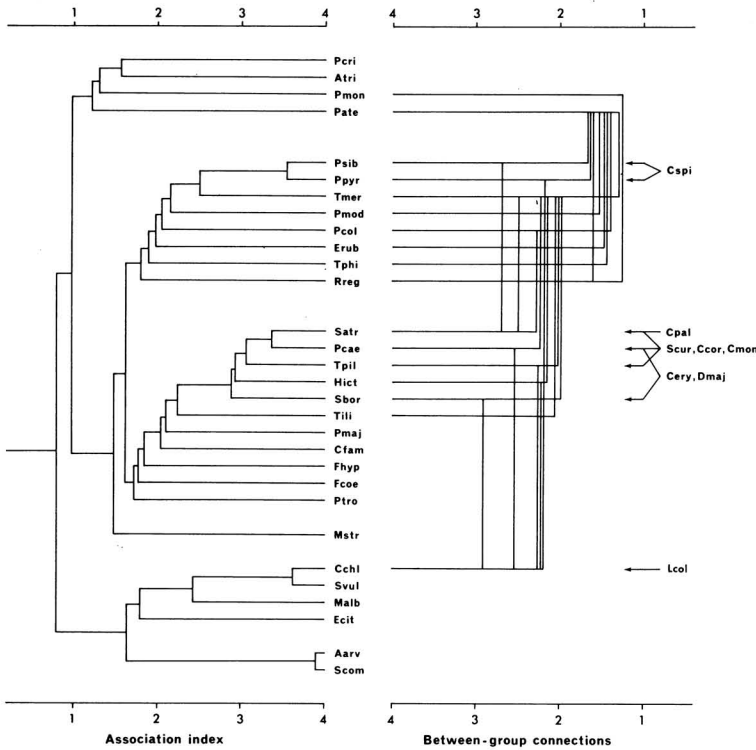 1 2 3 4 4 3 2 1
Pcri
Atri
Pmon
Pate
Psib
Ppyr
Tmer
Pmod
Pcol
Erub
Tphi
Rreg
Cspi
Satr
Pcae
Tpil
Hict
Sbor
Tili
Pmaj
Cfam
Fhyp
Fcoe
Ptro
Cpal
Scur, Ccor, Cmon
Cery, Dmaj
Mstr
Cchl
Svul
Malb
Ecit
Lcol
Aarv
Scom
1 2 3 4 4 3 2 1
Association index
Between-group connections